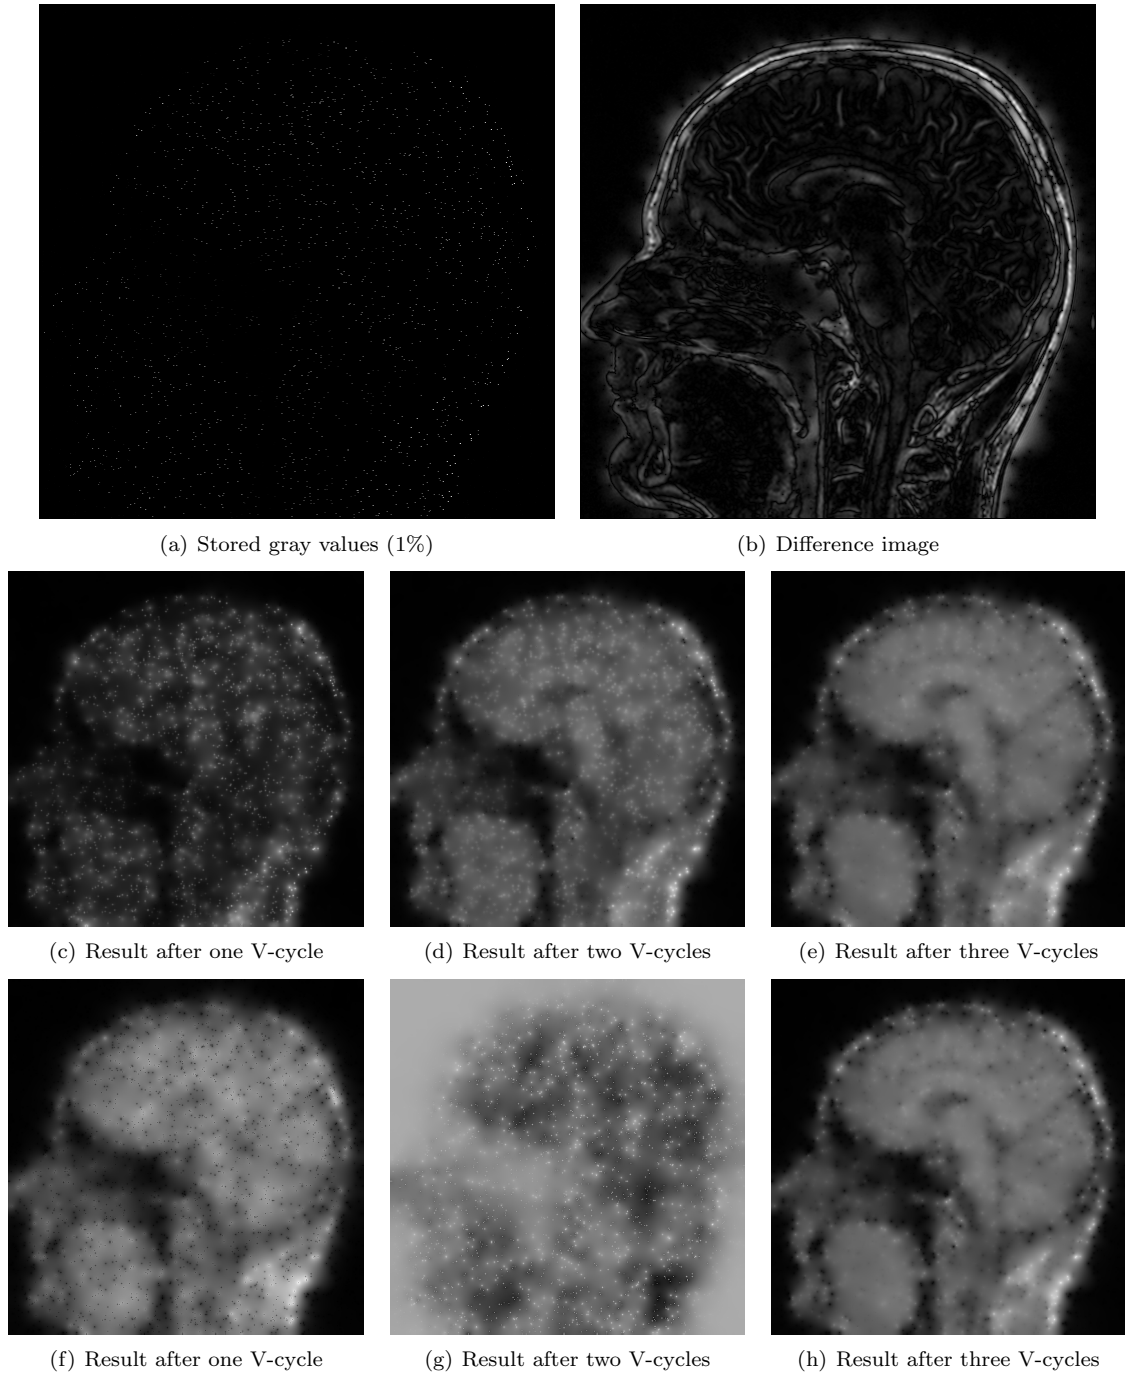 (a) Stored gray values (1%)
(b) Difference image
(c) Result after one V-cycle
(d) Result after two V-cycles
(e) Result after three V-cycles
(f) Result after one V-cycle
(g) Result after two V-cycles
(h) Result after three V-cycles